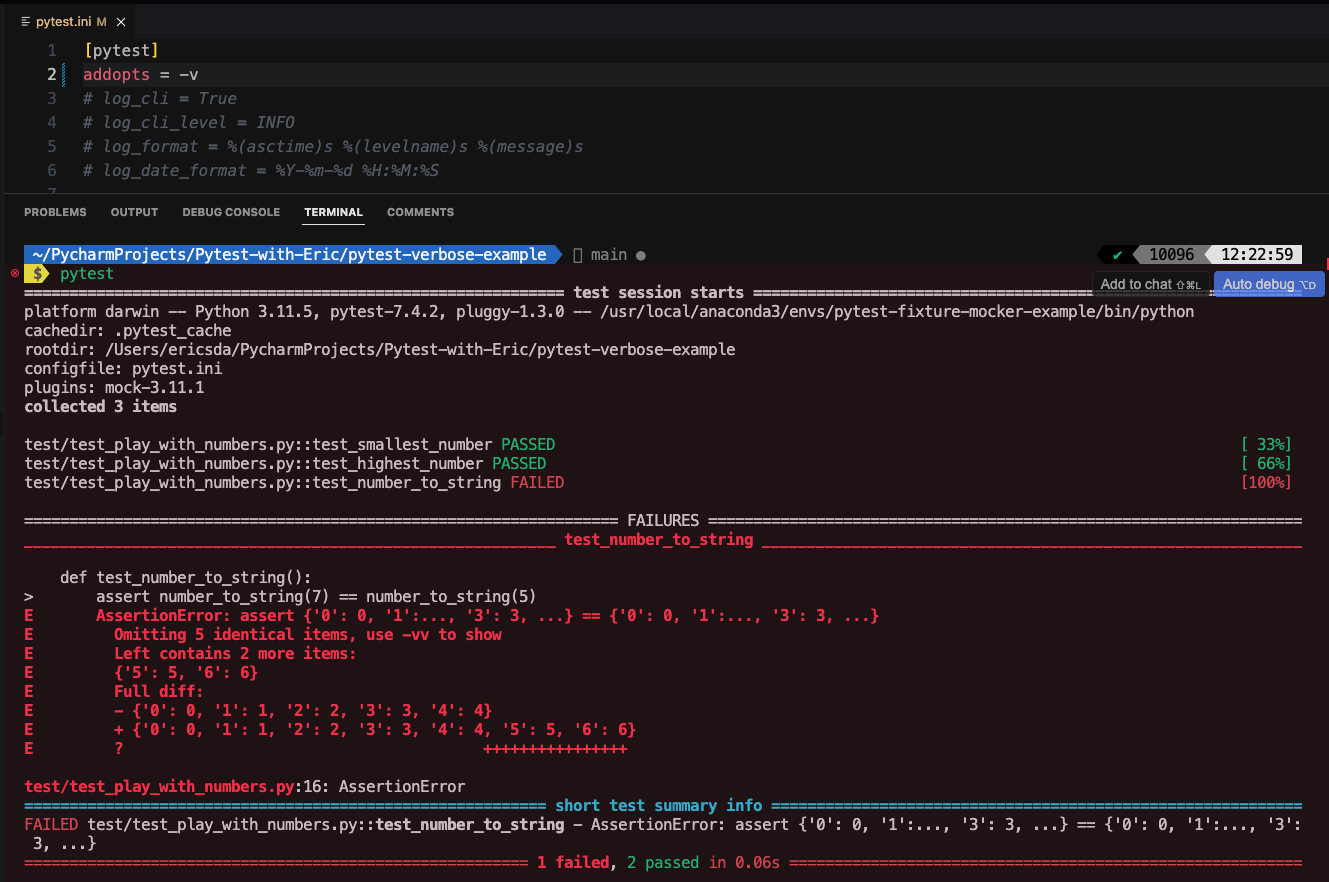 pytest.ini M
1 [pytest]
2 addopts = -v
3 # log_cli = True
4 # log_cli_level = INFO
5 # log_format = %(asctime)s %(levelname)s %(message)s
6 # log_date_format = %Y-%m-%d %H:%M:%S
7
PROBLEMS OUTPUT DEBUG CONSOLE TERMINAL COMMENTS
~/PycharmProjects/Pytest-with-Eric/pytest-verbose-example main ● ✔ 10096 12:22:59
$ pytest
Add to chat ⇧⌘L Auto debug ⌥D
============================================================ test session starts ============================================================
platform darwin -- Python 3.11.5, pytest-7.4.2, pluggy-1.3.0 -- /usr/local/anaconda3/envs/pytest-fixture-mocker-example/bin/python
cachedir: .pytest_cache
rootdir: /Users/ericsda/PycharmProjects/Pytest-with-Eric/pytest-verbose-example
configfile: pytest.ini
plugins: mock-3.11.1
collected 3 items
test/test_play_with_numbers.py::test_smallest_number PASSED [ 33%]
test/test_play_with_numbers.py::test_highest_number PASSED [ 66%]
test/test_play_with_numbers.py::test_number_to_string FAILED [100%]
================================================================== FAILURES ==================================================================
___________________________________________________________ test_number_to_string ____________________________________________________________
def test_number_to_string():
> assert number_to_string(7) == number_to_string(5)
E AssertionError: assert {'0': 0, '1':..., '3': 3, ...} == {'0': 0, '1':..., '3': 3, ...}
E Omitting 5 identical items, use -vv to show
E Left contains 2 more items:
E {'5': 5, '6': 6}
E Full diff:
E - {'0': 0, '1': 1, '2': 2, '3': 3, '4': 4}
E + {'0': 0, '1': 1, '2': 2, '3': 3, '4': 4, '5': 5, '6': 6}
E ? ++++++++++++++++
test/test_play_with_numbers.py:16: AssertionError
========================================================== short test summary info ===========================================================
FAILED test/test_play_with_numbers.py::test_number_to_string - AssertionError: assert {'0': 0, '1':..., '3': 3, ...} == {'0': 0, '1':..., '3':
3, ...}
======================================================== 1 failed, 2 passed in 0.06s =========================================================